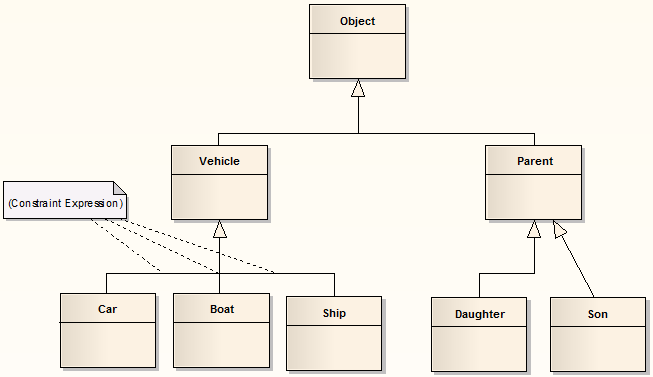 Object
Vehicle
Parent
(Constraint Expression)
Car
Boat
Ship
Daughter
Son